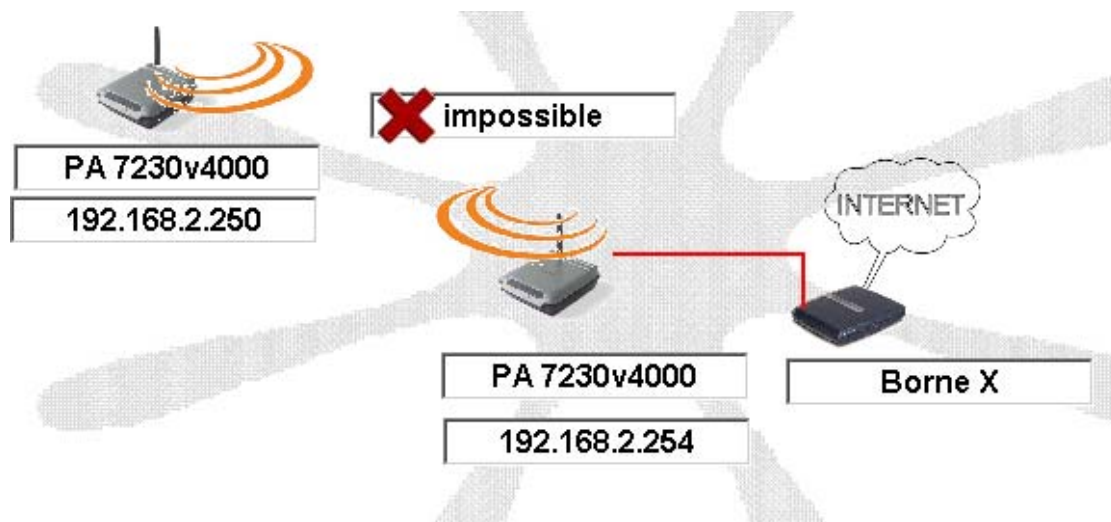 impossible
PA 7230v4000
192.168.2.250
INTERNET
PA 7230v4000
Borne X
192.168.2.254